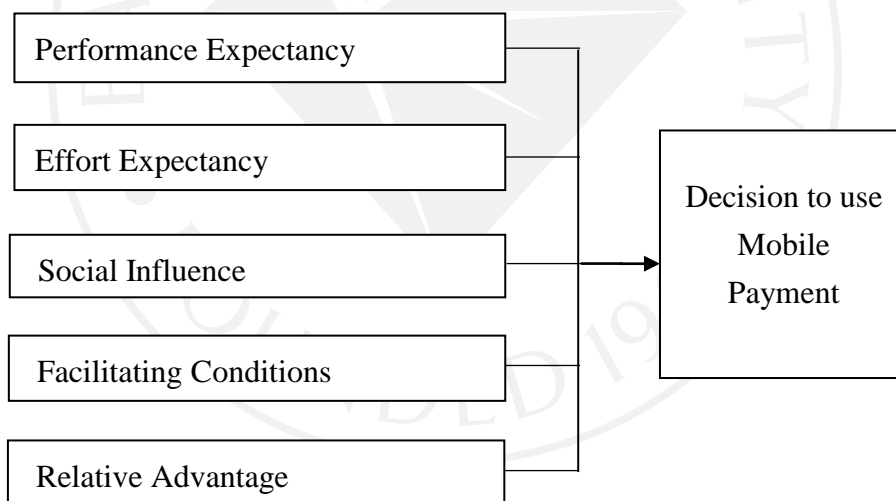 Performance Expectancy
Effort Expectancy
Social Influence
Facilitating Conditions
Relative Advantage
Decision to use
Mobile
Payment